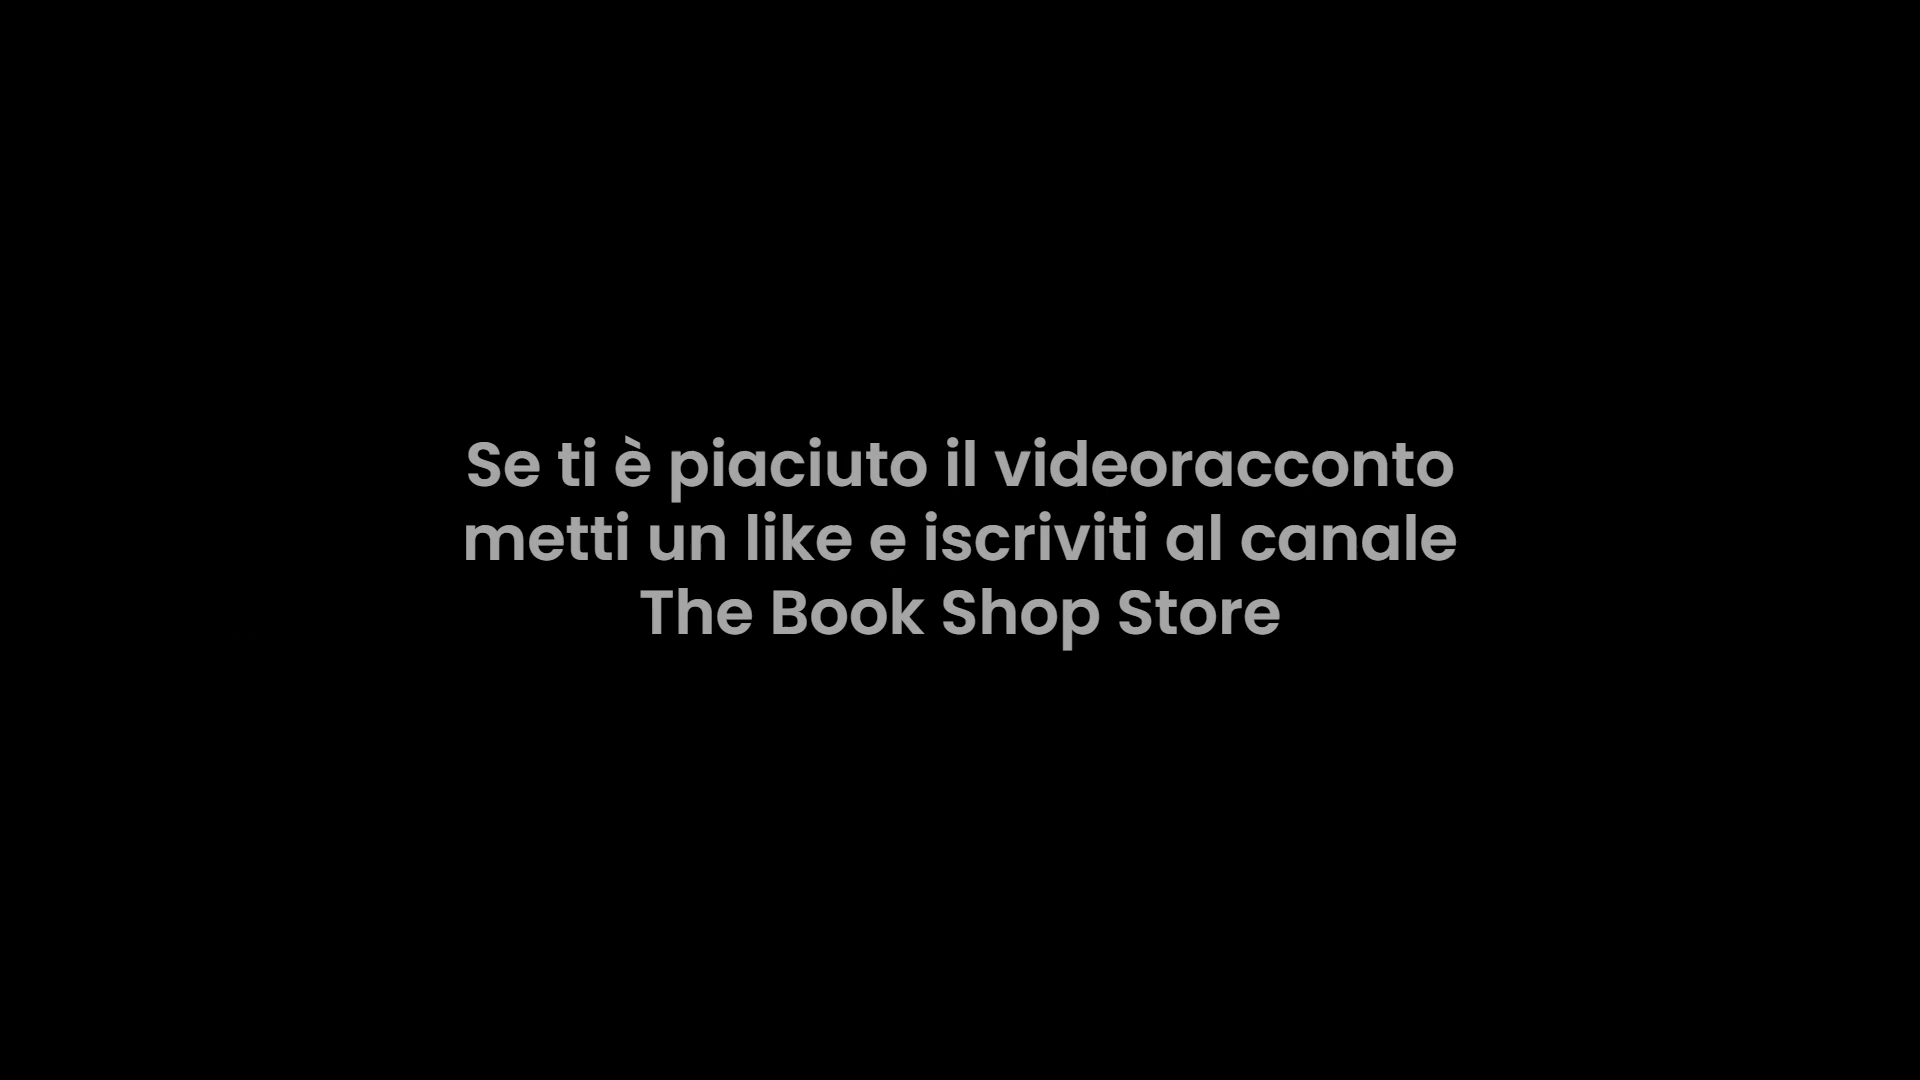 Se ti è piaciuto il videoracconto
metti un like e iscriviti al canale
The Book Shop Store